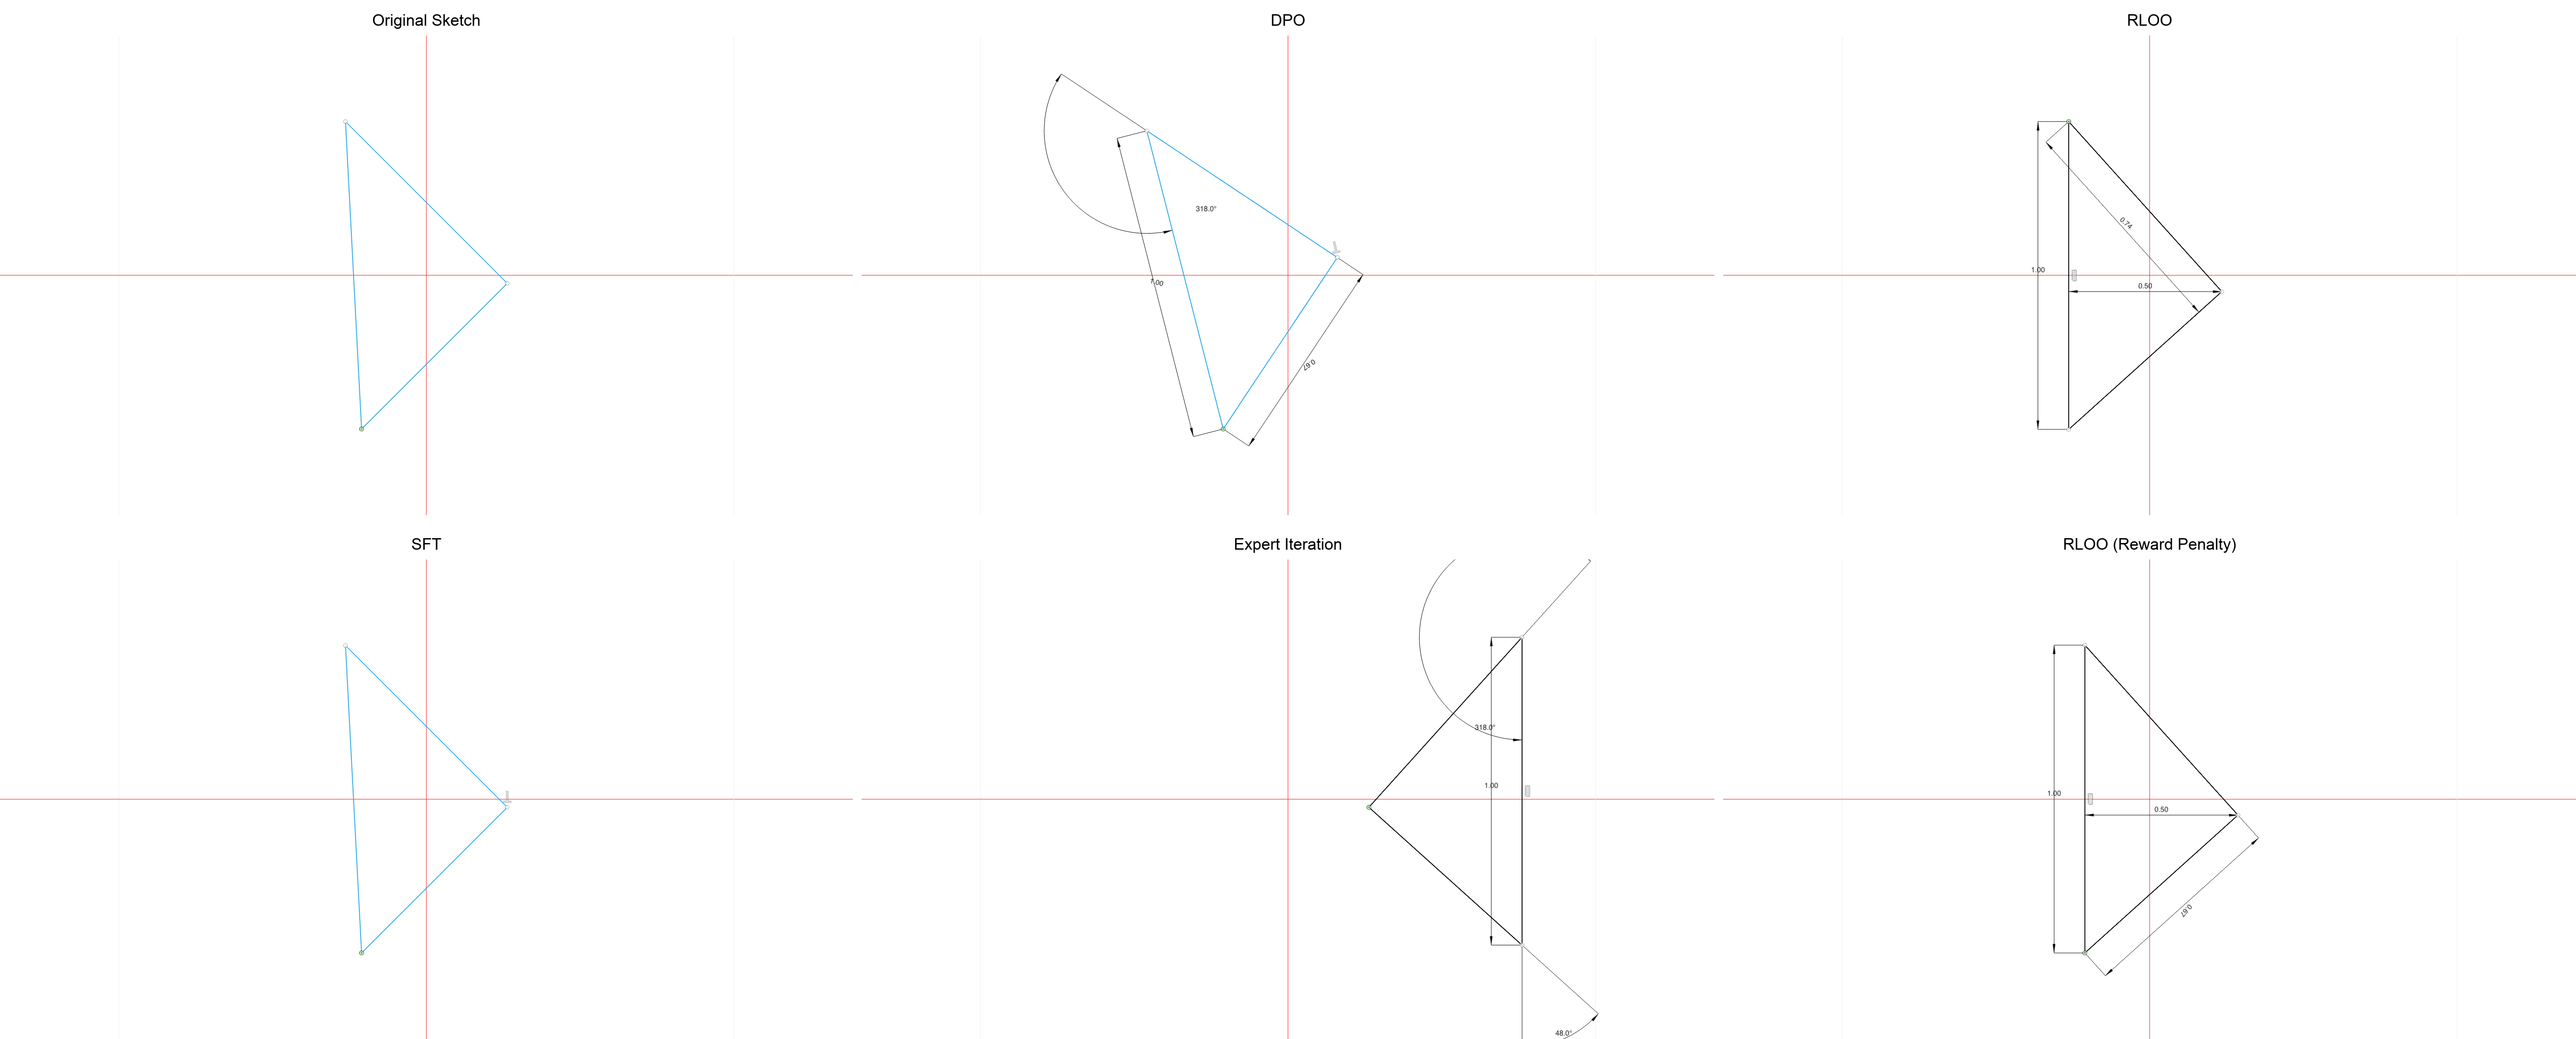 Original Sketch
DPO
318.0°
1.00
0.67
RLOO
0.74
1.00
0.50
SFT
Expert Iteration
318.0°
1.00
48.0°
RLOO (Reward Penalty)
1.00
0.50
0.67